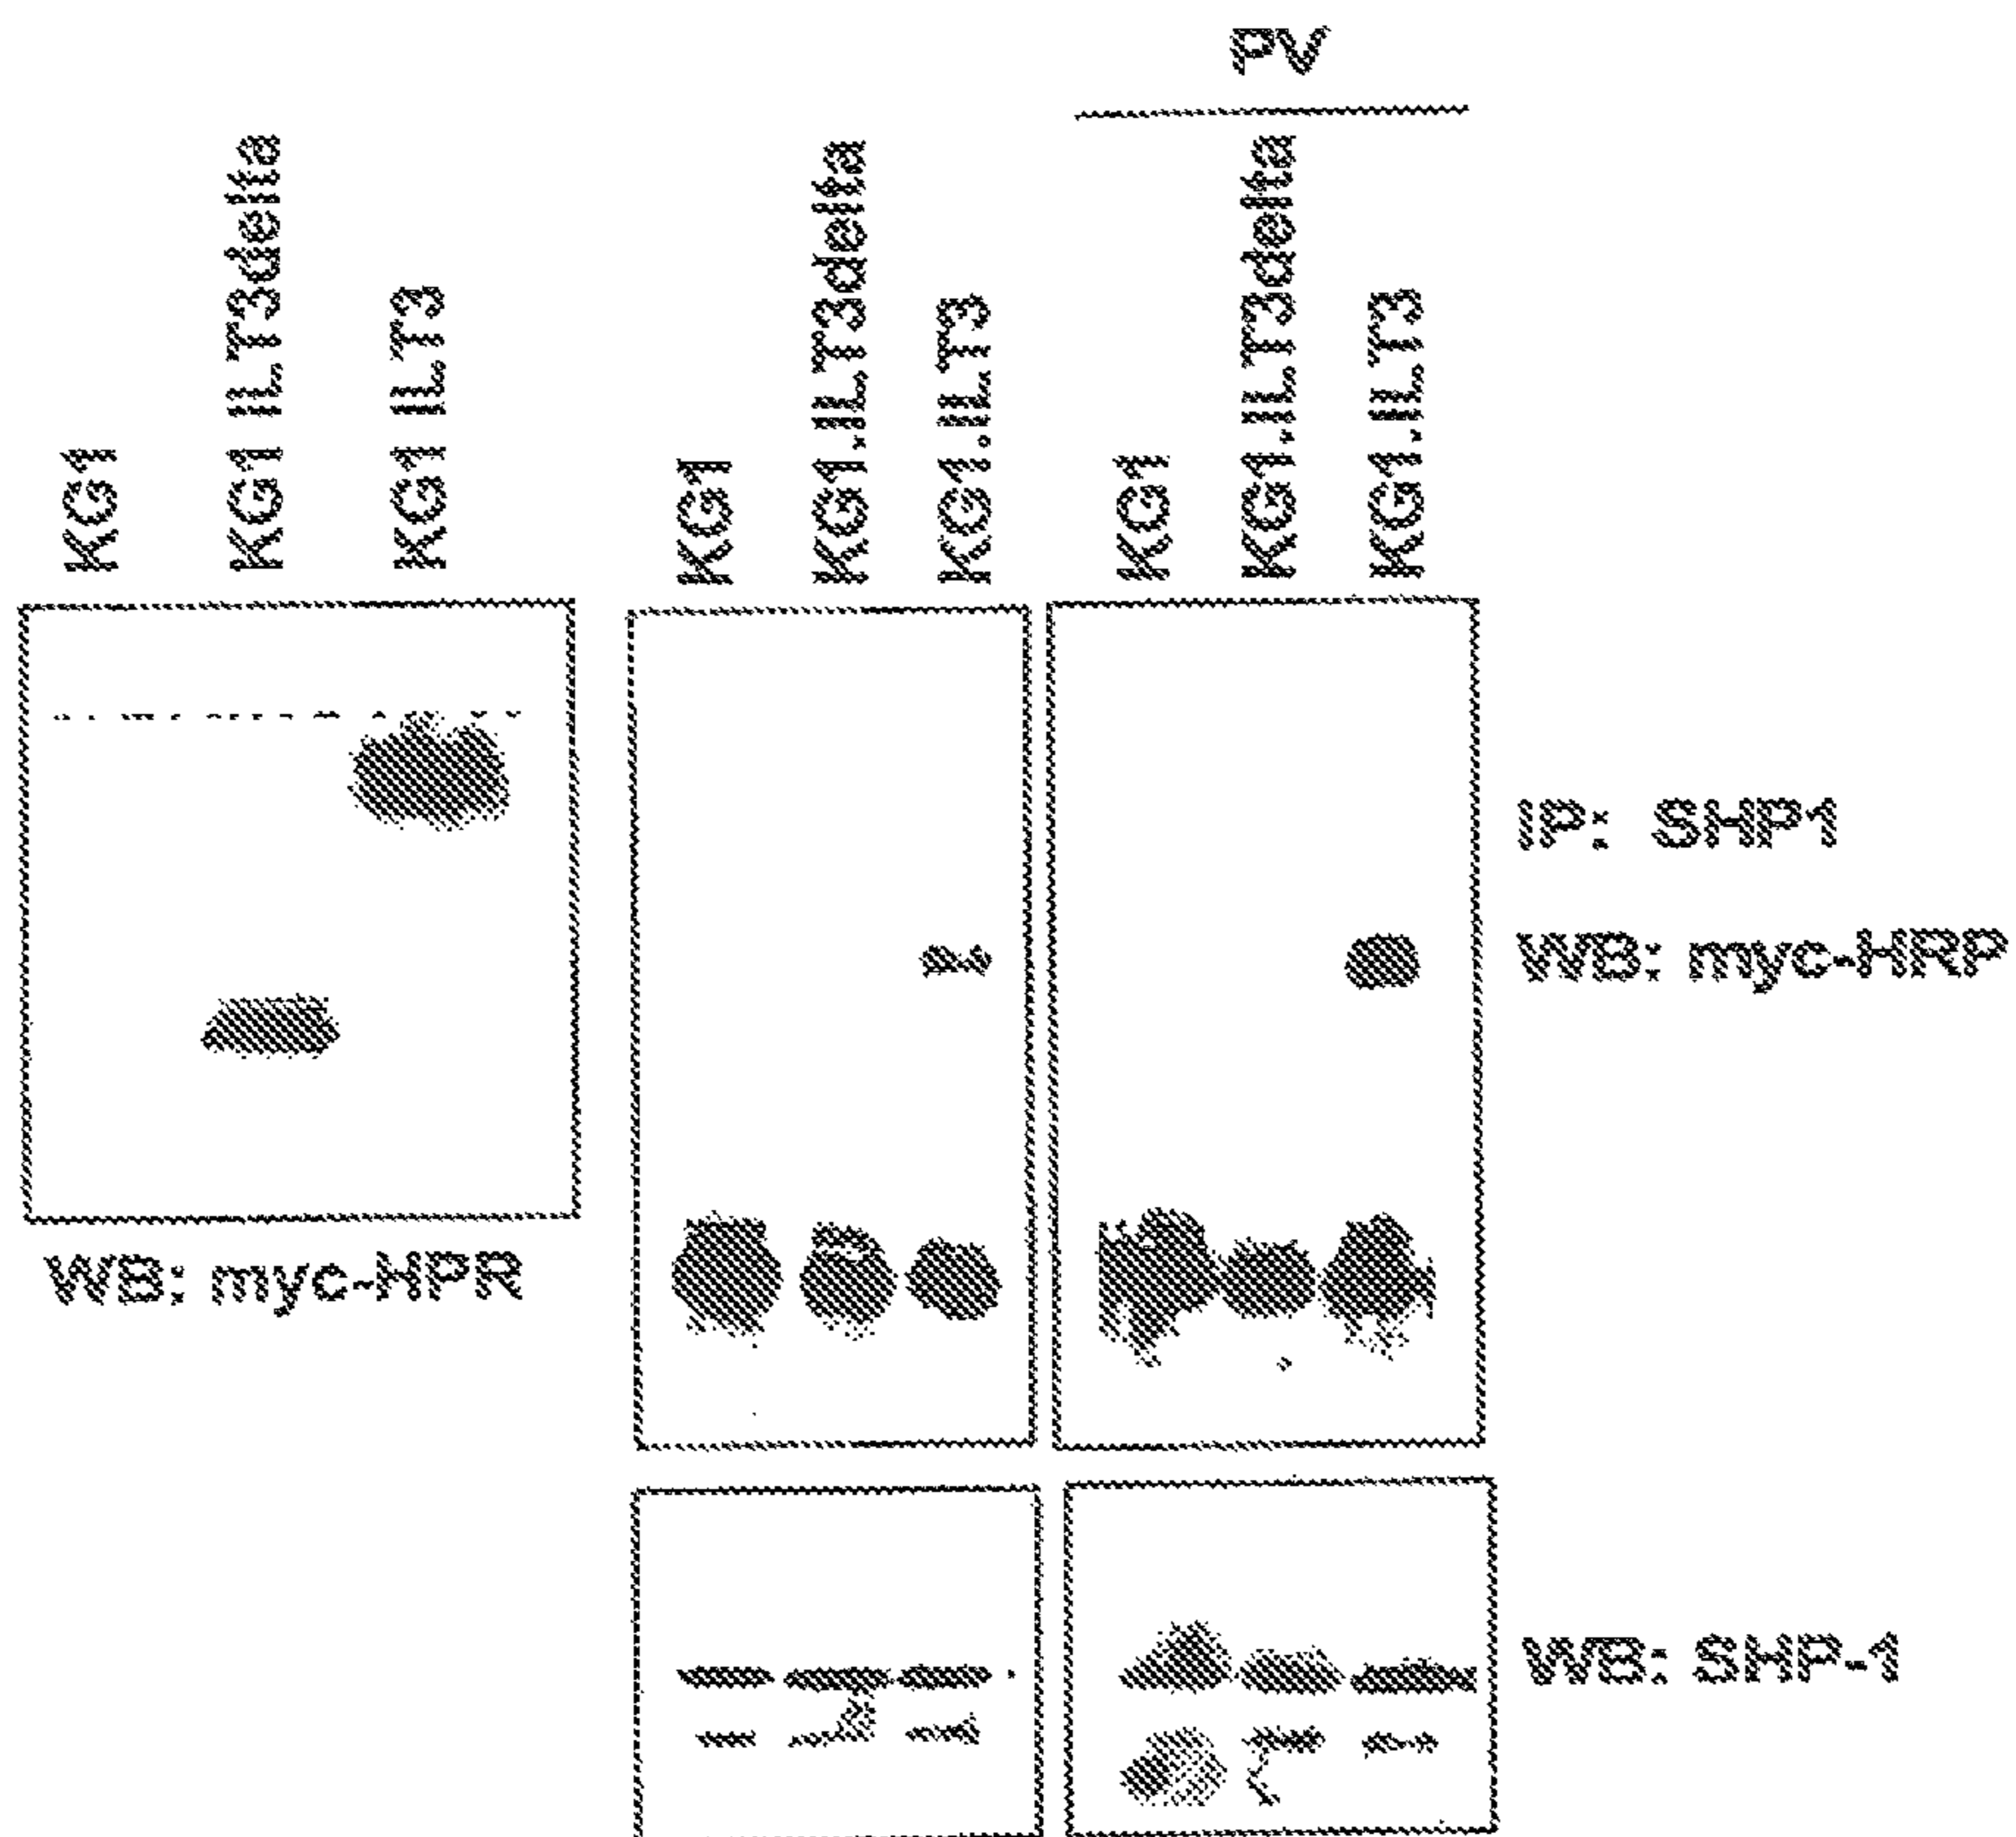 PV
KG1
KG1 ILT3delta
KG1 ILT3
KG1
KG1.ILT3delta
KG1.ILT3
KG1
KG1.ILT3delta
KG1.ILT3
IP: SHP1
WB: myc-HRP
WB: myc-HPR
WB: SHP-1